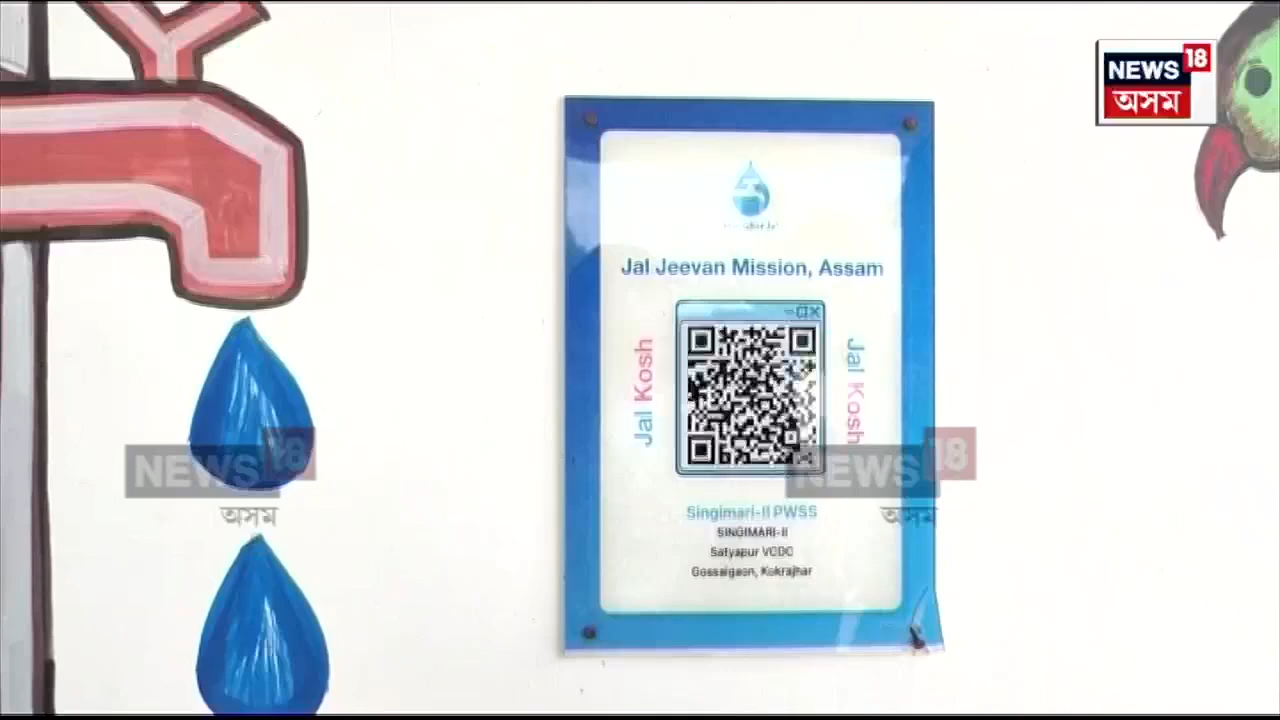 NEWS 18
অসম
Jal Jeevan Mission, Assam
Jal Kosh
Jal Kosh
Singimari-II PWSS
SINGIMARI-II
Satyapur VCDC
Gossaigaon, Kokrajhar
NEWS 18
অসম
NEWS 18
অসম